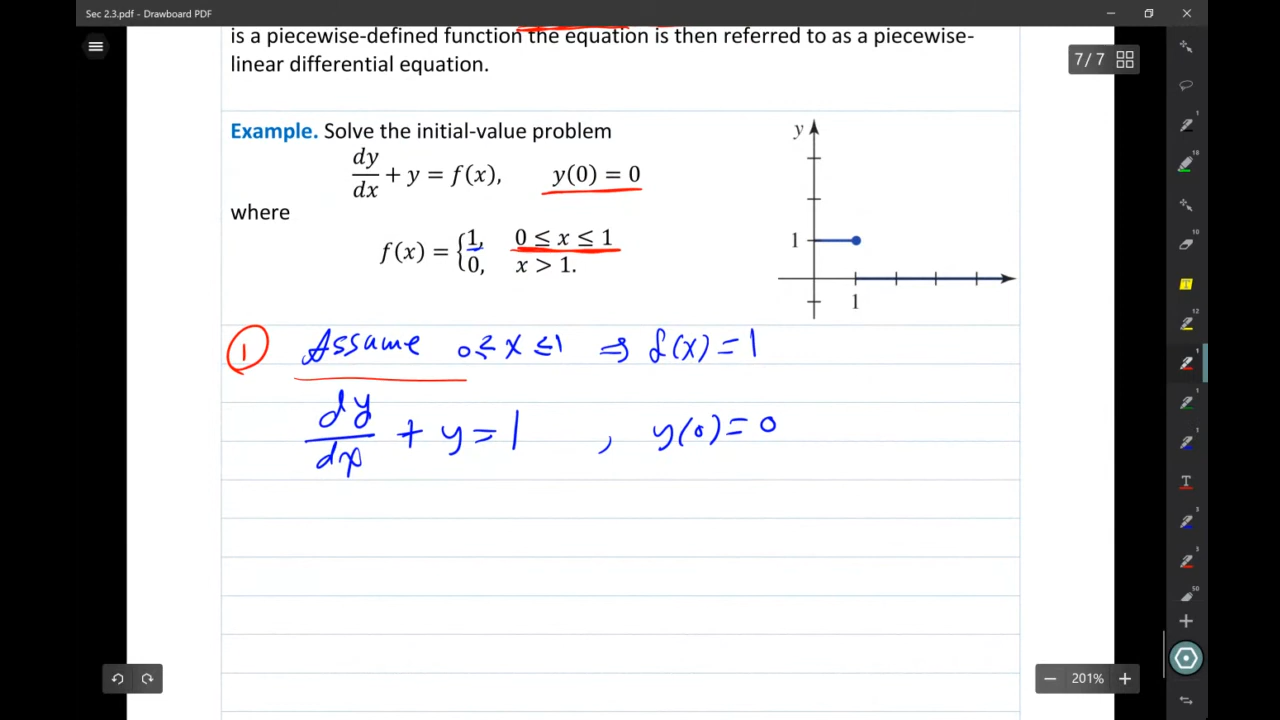 Sec 2.3.pdf - Drawboard PDF
is a piecewise-defined function the equation is then referred to as a piecewise-
linear differential equation.
7 / 7
Example. Solve the initial-value problem
dy/dx + y = f(x), y(0) = 0
where
f(x) = {1, 0 ≤ x ≤ 1
0, x > 1.
y
1
1
① Assume 0 ≤ x ≤ 1 ⇒ f(x) = 1
dy/dx + y = 1 , y(0) = 0
201%